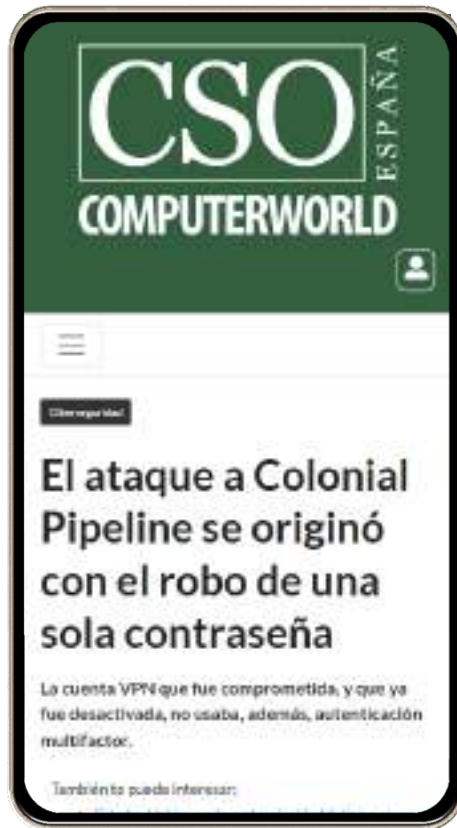 CSO
ESPAÑA
COMPUTERWORLD
Ciberseguridad
El ataque a Colonial
Pipeline se originó
con el robo de una
sola contraseña
La cuenta VPN que fue comprometida, y que ya
fue desactivada, no usaba, además, autenticación
multifactor.
También te puede interesar: